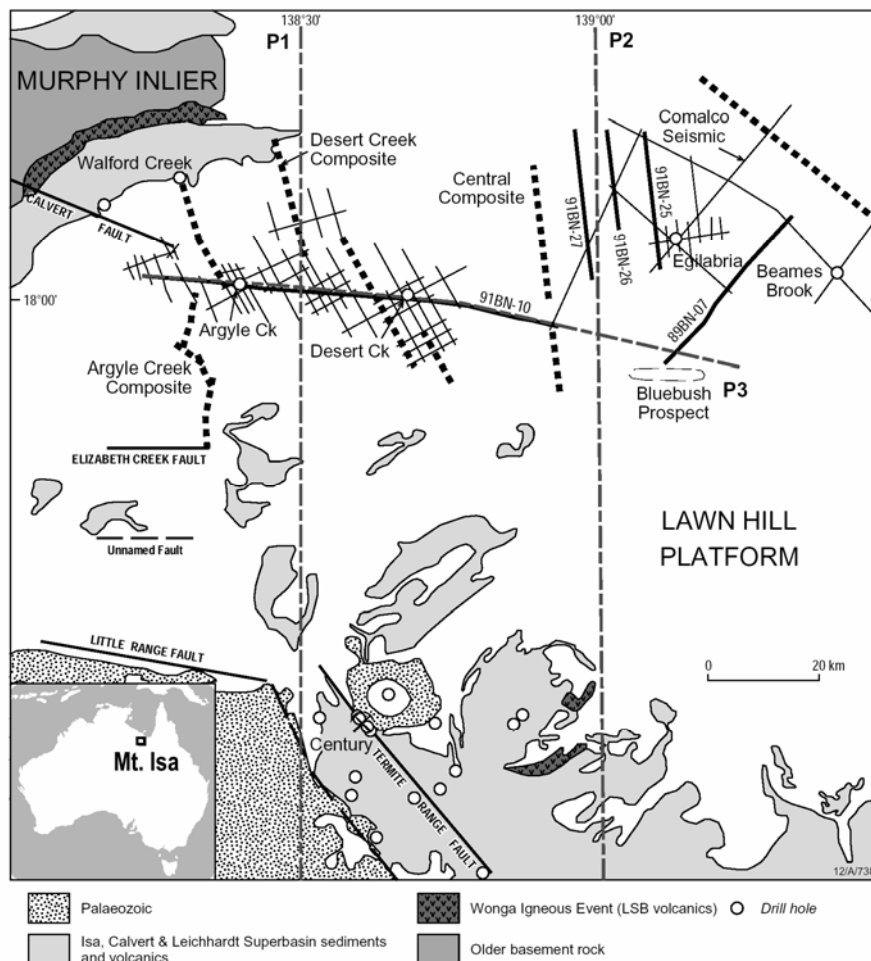 138°30'
139°00'
P1
P2
MURPHY INLIER
Desert Creek
Composite
Comalco
Seismic
Walford Creek
Central
Composite
CALVERT
FAULT
91BN-27
91BN-26
91BN-25
Egilabria
Beames
Brook
18°00'
91BN-10
89BN-07
Argyle Ck
Desert Ck
P3
Argyle Creek
Composite
Bluebush
Prospect
ELIZABETH CREEK FAULT
LAWN HILL
PLATFORM
Unnamed Fault
LITTLE RANGE FAULT
0
20 km
Mt. Isa
Century
TERMITE RANGE FAULT
12/A/738
Palaeozoic
Wonga Igneous Event (LSB volcanics)
Drill hole
Isa, Calvert & Leichhardt Superbasin sediments
and volcanics
Older basement rock